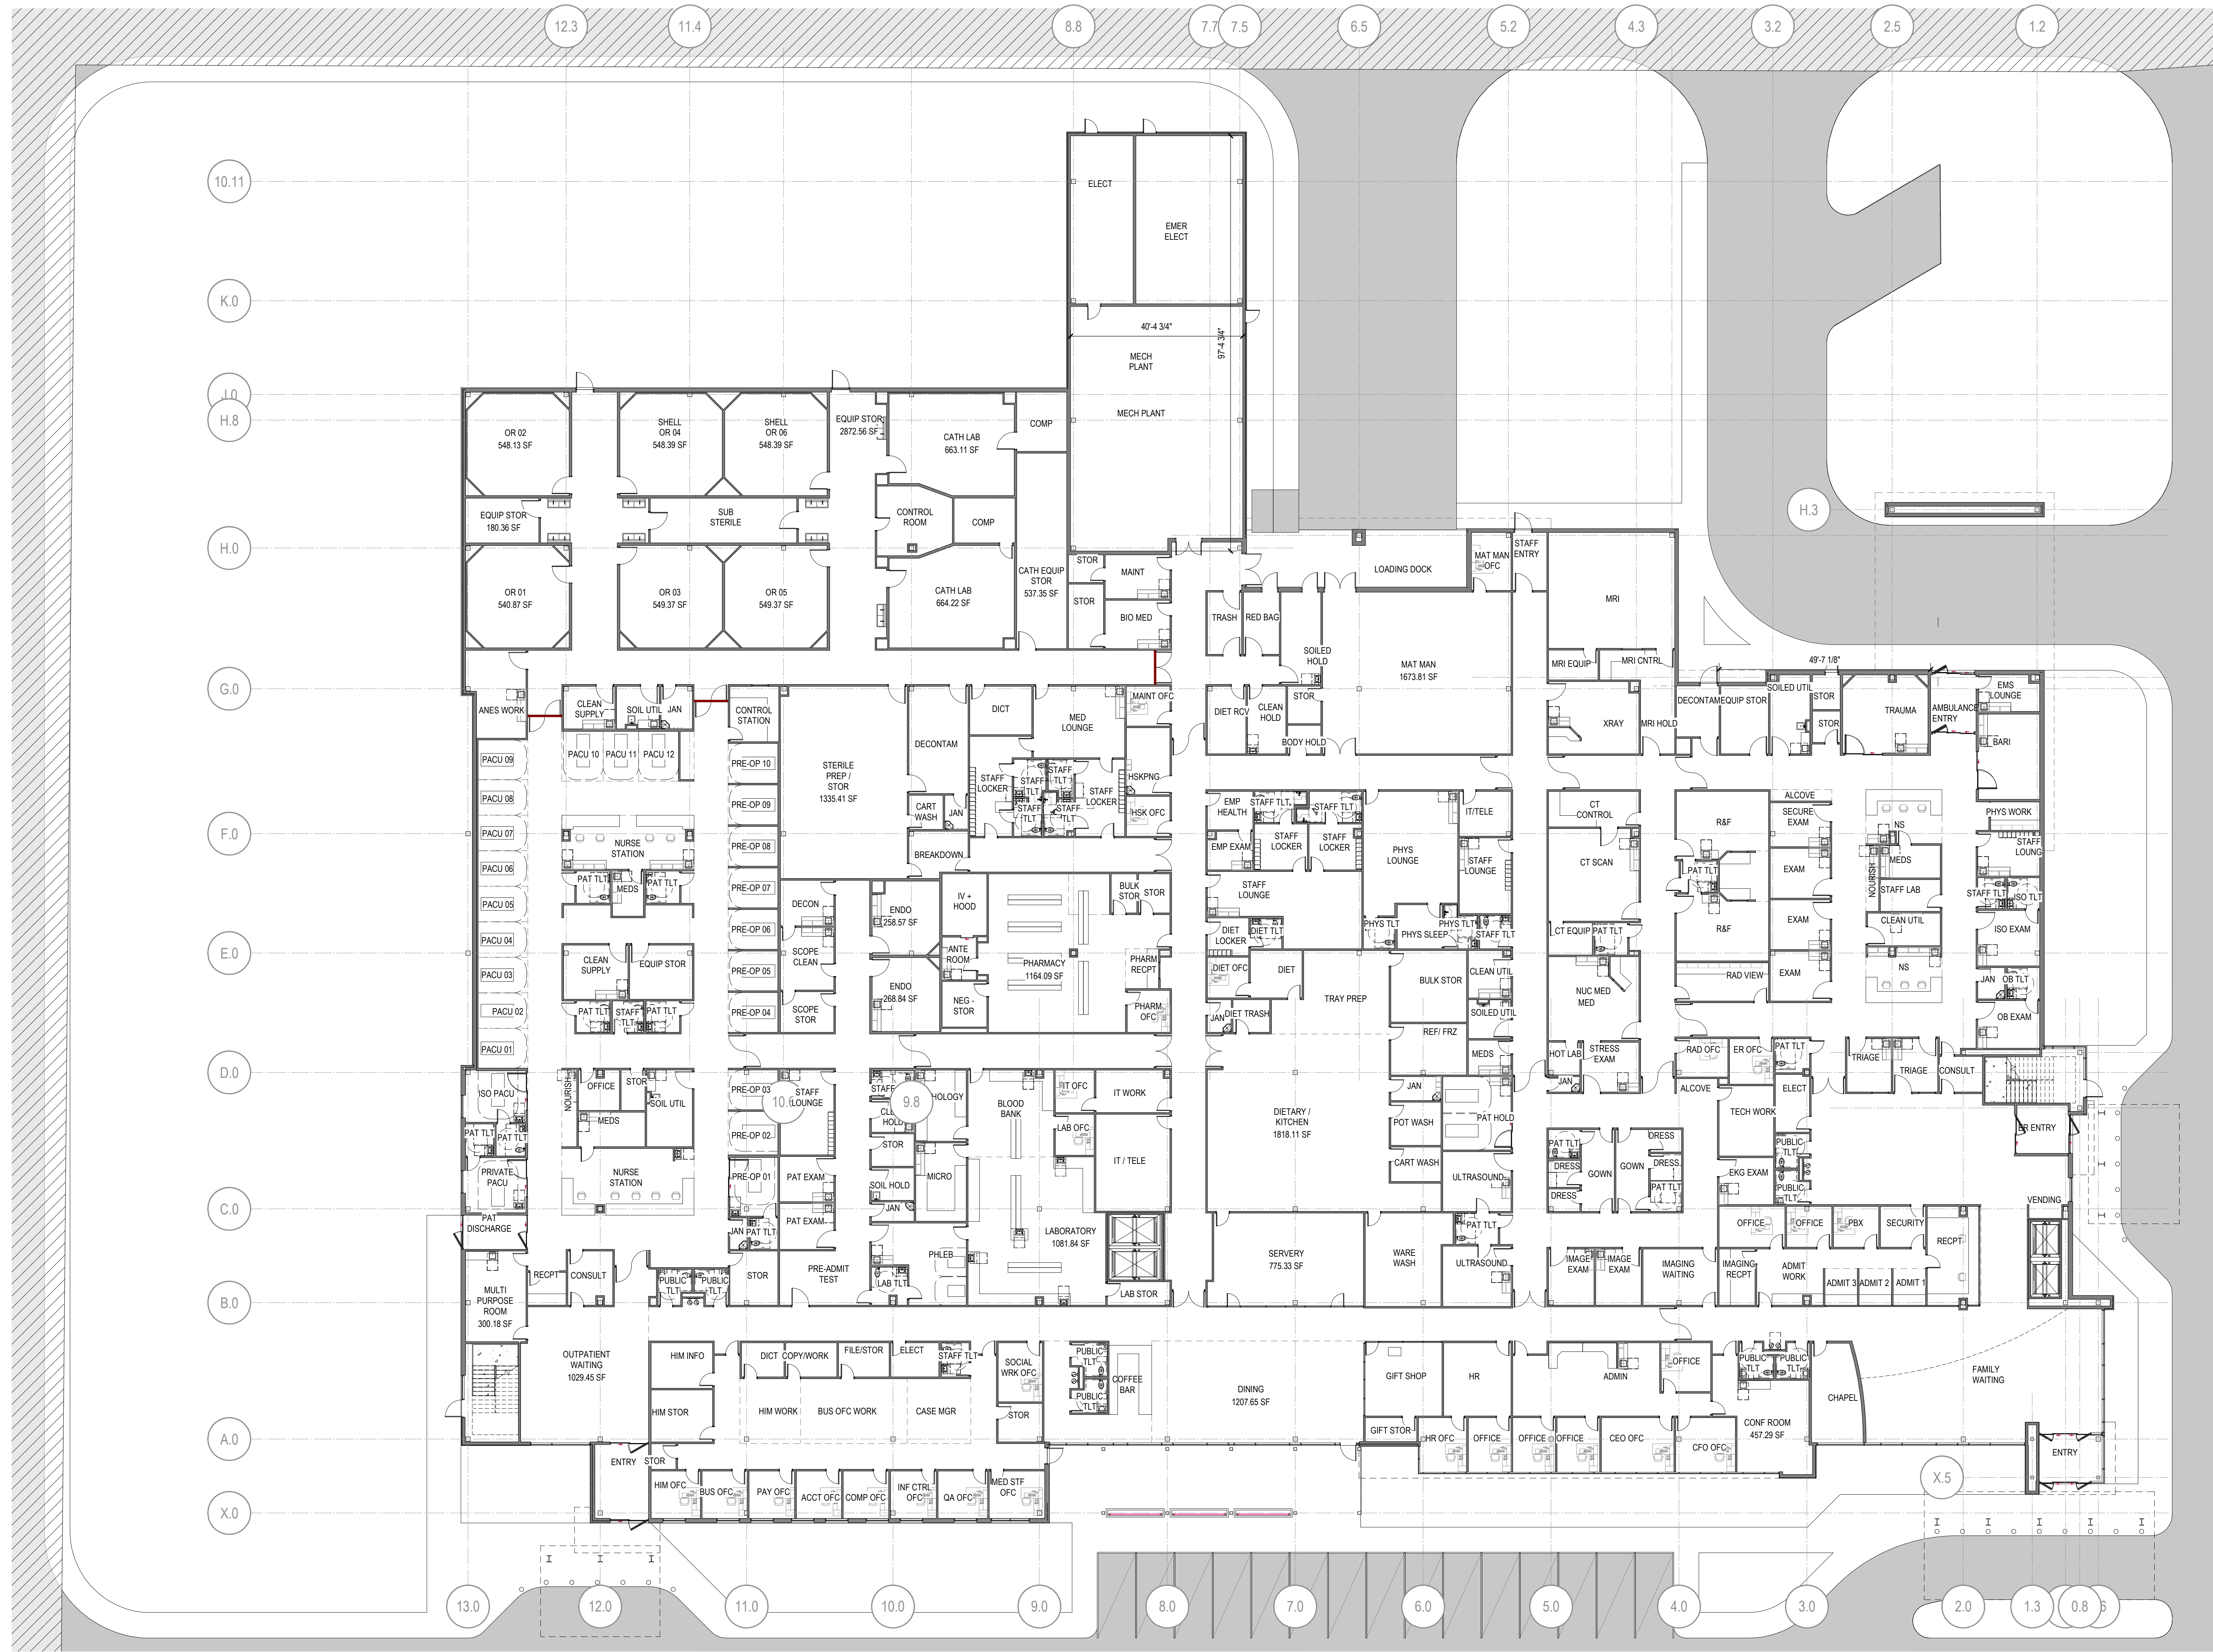 12.3
11.4
8.8
7.7
7.5
6.5
5.2
4.3
3.2
2.5
1.2
10.11
K.0
J.0
H.8
H.3
H.0
G.0
F.0
E.0
D.0
C.0
B.0
A.0
X.5
X.0
ELECT
EMER
ELECT
40'-4 3/4"
97'-4 3/4"
MECH
PLANT
MECH PLANT
OR 02
548.13 SF
SHELL
OR 04
548.39 SF
SHELL
OR 06
548.39 SF
EQUIP STOR
2872.56 SF
CATH LAB
663.11 SF
COMP
EQUIP STOR
180.36 SF
SUB
STERILE
CONTROL
ROOM
COMP
OR 01
540.87 SF
OR 03
549.37 SF
OR 05
549.37 SF
CATH LAB
664.22 SF
CATH EQUIP
STOR
537.35 SF
STOR
MAINT
STOR
BIO MED
TRASH
RED BAG
SOILED
HOLD
LOADING DOCK
MAT MAN
OFC
STAFF
ENTRY
MAT MAN
1673.81 SF
MRI
MRI EQUIP
MRI CNTRL
49'-7 1/8"
ANES WORK
CLEAN
SUPPLY
SOIL UTIL
JAN
CONTROL
STATION
DICT
MED
LOUNGE
MAINT OFC
DIET RCV
CLEAN
HOLD
STOR
BODY HOLD
XRAY
MRI HOLD
DECONTAM
EQUIP STOR
SOILED UTIL
STOR
STOR
TRAUMA
AMBULANCE
ENTRY
EMS
LOUNGE
BARI
PACU 10
PACU 11
PACU 12
PACU 09
PACU 08
PACU 07
PACU 06
PACU 05
PACU 04
PACU 03
PACU 02
PACU 01
PRE-OP 10
PRE-OP 09
PRE-OP 08
PRE-OP 07
PRE-OP 06
PRE-OP 05
PRE-OP 04
STERILE
PREP /
STOR
1335.41 SF
DECONTAM
CART
WASH
JAN
BREAKDOWN
STAFF
LOCKER
STAFF
TLT
STAFF
TLT
STAFF
TLT
STAFF
TLT
STAFF
LOCKER
HSKPNG
HSK OFC
EMP
HEALTH
STAFF TLT
STAFF TLT
EMP EXAM
STAFF
LOCKER
STAFF
LOCKER
PHYS
LOUNGE
IT/TELE
STAFF
LOUNGE
CT
CONTROL
CT SCAN
R&F
PAT TLT
R&F
ALCOVE
SECURE
EXAM
EXAM
EXAM
EXAM
NS
MEDS
NOURISH
STAFF LAB
CLEAN UTIL
NS
PHYS WORK
STAFF
LOUNG
STAFF TLT
ISO TLT
ISO EXAM
JAN
OB TLT
OB EXAM
NURSE
STATION
PAT TLT
MEDS
PAT TLT
CLEAN
SUPPLY
EQUIP STOR
PAT TLT
STAFF
TLT
PAT TLT
DECON
SCOPE
CLEAN
SCOPE
STOR
ENDO
258.57 SF
ENDO
268.84 SF
IV +
HOOD
ANTE
ROOM
NEG -
STOR
PHARMACY
1164.09 SF
BULK
STOR
STOR
PHARM
RECPT
PHARM
OFC
STAFF
LOUNGE
DIET
LOCKER
DIET TLT
DIET OFC
DIET
JAN
DIET TRASH
PHYS TLT
PHYS SLEEP
PHYS TLT
STAFF TLT
TRAY PREP
BULK STOR
CLEAN UTIL
SOILED UTIL
REF/ FRZ
MEDS
CT EQUIP
PAT TLT
NUC MED
MED
RAD VIEW
HOT LAB
STRESS
EXAM
JAN
RAD OFC
ER OFC
PAT TLT
TRIAGE
TRIAGE
CONSULT
ISO PACU
PAT TLT
PAT TLT
PRIVATE
PACU
PAT
DISCHARGE
NOURISH
OFFICE
STOR
SOIL UTIL
MEDS
NURSE
STATION
PRE-OP 03
PRE-OP 02
PRE-OP 01
JAN
PAT TLT
STAFF
LOUNGE
9.8
STAFF
HOLD
STOR
SOIL HOLD
JAN
PAT EXAM
PAT EXAM
MICRO
BLOOD
BANK
IT OFC
IT WORK
LAB OFC
IT / TELE
LABORATORY
1081.84 SF
PHLEB
LAB TLT
LAB STOR
DIETARY /
KITCHEN
1818.11 SF
JAN
POT WASH
CART WASH
PAT HOLD
ULTRASOUND
PAT TLT
ULTRASOUND
SERVERY
775.33 SF
WARE
WASH
PAT TLT
DRESS
DRESS
GOWN
GOWN
DRESS
DRESS
PAT TLT
ALCOVE
TECH WORK
ELECT
EKG EXAM
PUBLIC
TLT
PUBLIC
TLT
ER ENTRY
VENDING
OFFICE
OFFICE
PBX
SECURITY
RECPT
IMAGE
EXAM
IMAGE
EXAM
IMAGING
WAITING
IMAGING
RECPT
ADMIT
WORK
ADMIT 3
ADMIT 2
ADMIT 1
MULTI
PURPOSE
ROOM
300.18 SF
RECPT
CONSULT
PUBLIC
TLT
PUBLIC
TLT
STOR
PRE-ADMIT
TEST
OUTPATIENT
WAITING
1029.45 SF
HIM INFO
HIM STOR
DICT
COPY/WORK
FILE/STOR
ELECT
STAFF TLT
HIM WORK
BUS OFC WORK
CASE MGR
SOCIAL
WRK OFC
STOR
PUBLIC
TLT
PUBLIC
TLT
COFFEE
BAR
DINING
1207.65 SF
GIFT SHOP
GIFT STOR
HR
ADMIN
OFFICE
HR OFC
OFFICE
OFFICE
OFFICE
CEO OFC
CFO OFC
PUBLIC
TLT
PUBLIC
TLT
CONF ROOM
457.29 SF
CHAPEL
FAMILY
WAITING
ENTRY
ENTRY
STOR
HIM OFC
BUS OFC
PAY OFC
ACCT OFC
COMP OFC
INF CTRL
OFC
QA OFC
MED STF
OFC
13.0
12.0
11.0
10.0
9.0
8.0
7.0
6.0
5.0
4.0
3.0
2.0
1.3
0.8